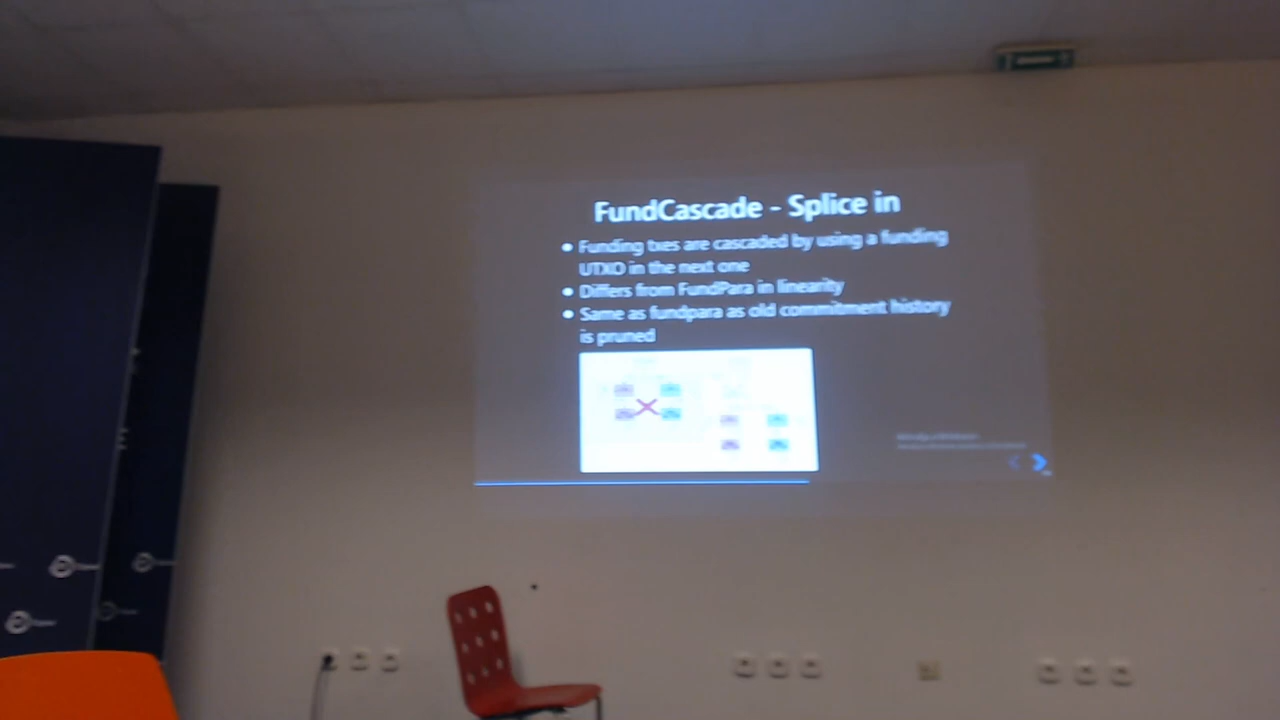 FundCascade - Splice in
• Funding txes are cascaded by using a funding
UTXO in the next one
• Differs from FundPara in linearity
• Same as fundpara as old commitment history
is pruned